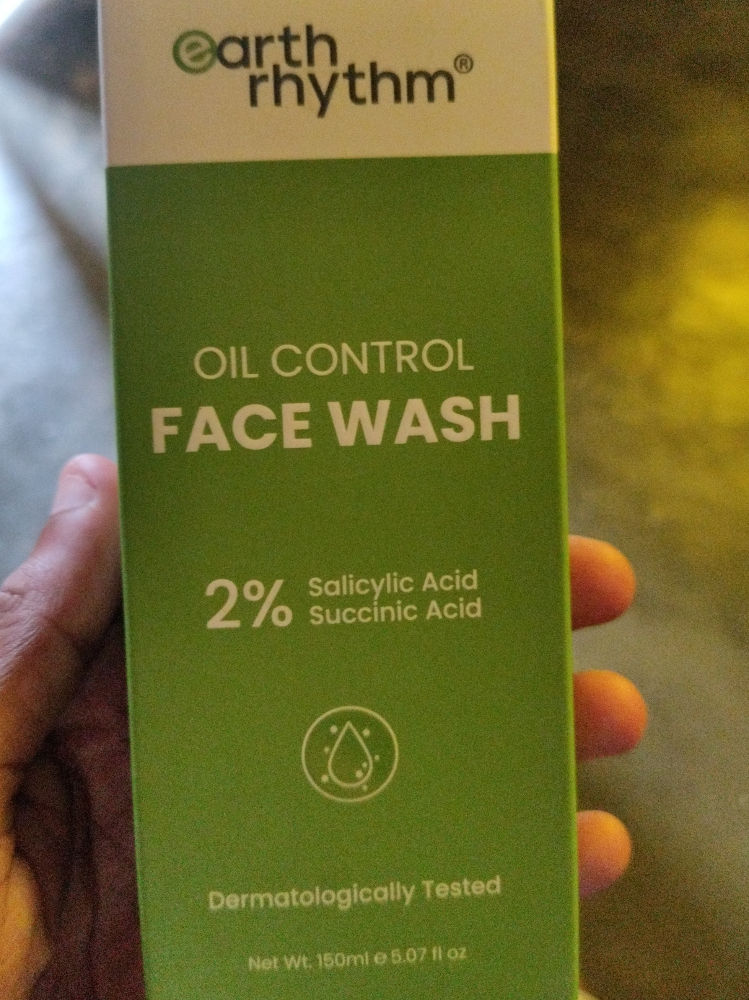 earth
rhythm®
OIL CONTROL
FACE WASH
2% Salicylic Acid
Succinic Acid
Dermatologically Tested
Net Wt. 150ml e 5.07 fl oz